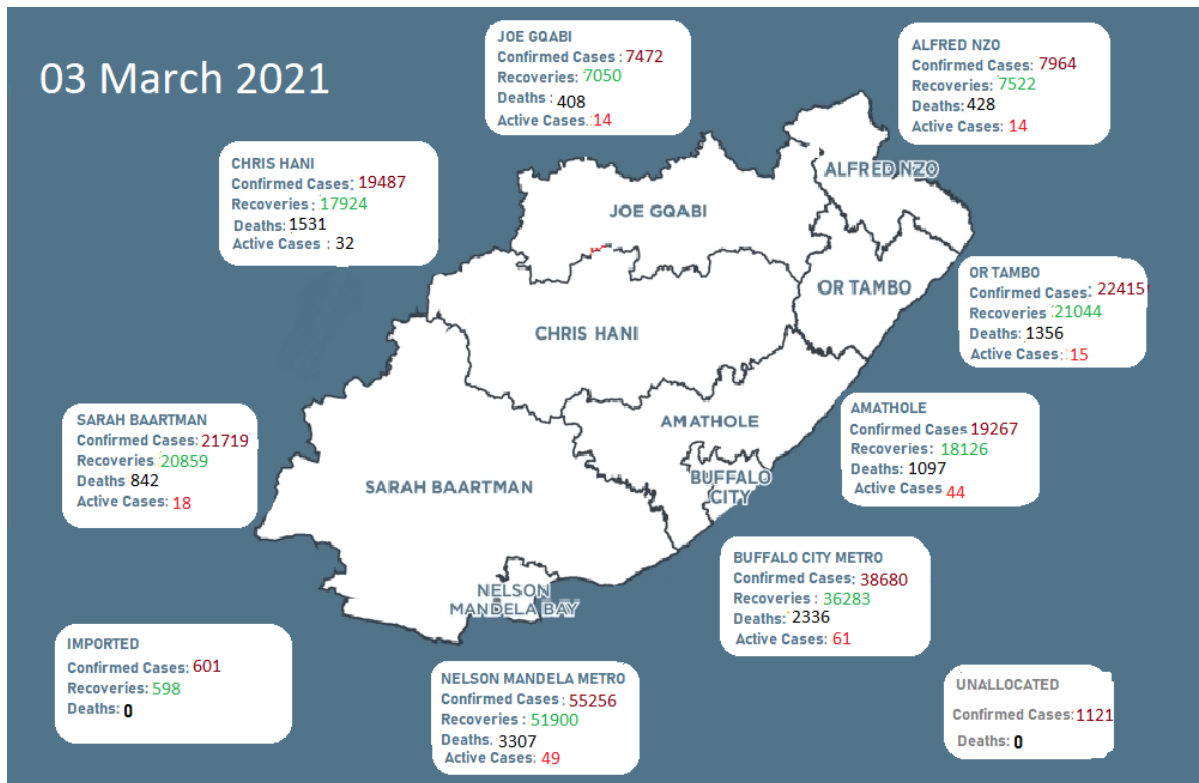 03 March 2021
JOE GQABI
Confirmed Cases : 7472
Recoveries: 7050
Deaths : 408
Active Cases. 14
ALFRED NZO
Confirmed Cases: 7964
Recoveries: 7522
Deaths: 428
Active Cases: 14
CHRIS HANI
Confirmed Cases: 19487
Recoveries : 17924
Deaths: 1531
Active Cases : 32
ALFRED NZO
JOE GQABI
OR TAMBO
CHRIS HANI
OR TAMBO
Confirmed Cases: 22415
Recoveries 21044
Deaths :1356
Active Cases: 15
SARAH BAARTMAN
Confirmed Cases: 21719
Recoveries 20859
Deaths 842
Active Cases: 18
AMATHOLE
AMATHOLE
Confirmed Cases 19267
Recoveries : 18126
Deaths: 1097
Active Cases 44
SARAH BAARTMAN
BUFFALO
CITY
BUFFALO CITY METRO
Confirmed Cases: 38680
Recoveries : 36283
Deaths: 2336
Active Cases: 61
NELSON
MANDELA BAY
IMPORTED
Confirmed Cases: 601
Recoveries: 598
Deaths: 0
NELSON MANDELA METRO
Confirmed Cases: 55256
Recoveries : 51900
Deaths. 3307
Active Cases: 49
UNALLOCATED
Confirmed Cases: 1121
Deaths: 0